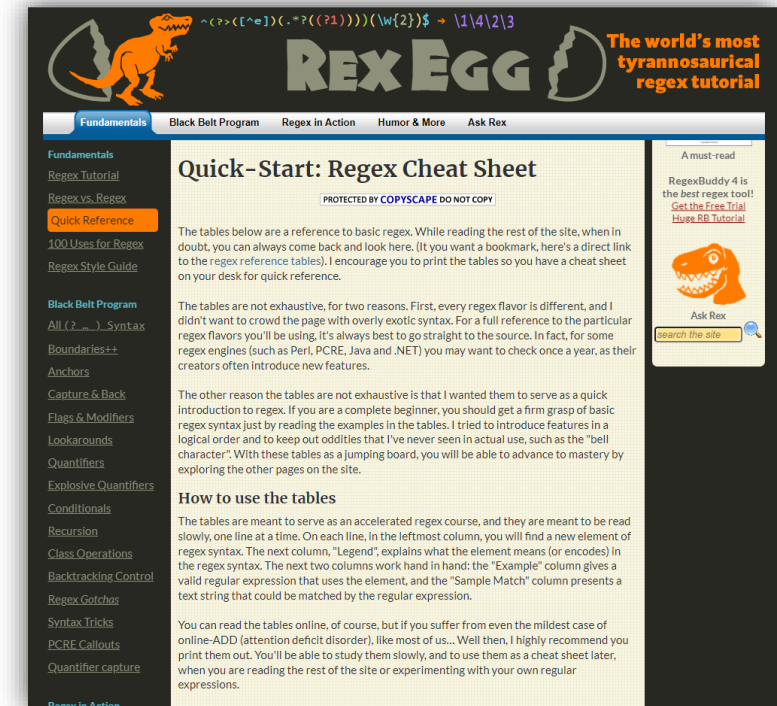 ^(?>([^e])(.*?((?1))))(\w{2})$ → \1\4\2\3
REX EGG
The world's most
tyrannosaurical
regex tutorial
Fundamentals
Black Belt Program
Regex in Action
Humor & More
Ask Rex
Fundamentals
Regex Tutorial
Regex vs. Regex
Quick Reference
100 Uses for Regex
Regex Style Guide
Black Belt Program
All (? … ) Syntax
Boundaries++
Anchors
Capture & Back
Flags & Modifiers
Lookarounds
Quantifiers
Explosive Quantifiers
Conditionals
Recursion
Class Operations
Backtracking Control
Regex Gotchas
Syntax Tricks
PCRE Callouts
Quantifier capture
Regex in Action
Quick-Start: Regex Cheat Sheet
PROTECTED BY COPYSCAPE DO NOT COPY
The tables below are a reference to basic regex. While reading the rest of the site, when in
doubt, you can always come back and look here. (It you want a bookmark, here's a direct link
to the regex reference tables). I encourage you to print the tables so you have a cheat sheet
on your desk for quick reference.
The tables are not exhaustive, for two reasons. First, every regex flavor is different, and I
didn't want to crowd the page with overly exotic syntax. For a full reference to the particular
regex flavors you'll be using, it's always best to go straight to the source. In fact, for some
regex engines (such as Perl, PCRE, Java and .NET) you may want to check once a year, as their
creators often introduce new features.
The other reason the tables are not exhaustive is that I wanted them to serve as a quick
introduction to regex. If you are a complete beginner, you should get a firm grasp of basic
regex syntax just by reading the examples in the tables. I tried to introduce features in a
logical order and to keep out oddities that I've never seen in actual use, such as the "bell
character". With these tables as a jumping board, you will be able to advance to mastery by
exploring the other pages on the site.
How to use the tables
The tables are meant to serve as an accelerated regex course, and they are meant to be read
slowly, one line at a time. On each line, in the leftmost column, you will find a new element of
regex syntax. The next column, "Legend", explains what the element means (or encodes) in
the regex syntax. The next two columns work hand in hand: the "Example" column gives a
valid regular expression that uses the element, and the "Sample Match" column presents a
text string that could be matched by the regular expression.
You can read the tables online, of course, but if you suffer from even the mildest case of
online-ADD (attention deficit disorder), like most of us… Well then, I highly recommend you
print them out. You'll be able to study them slowly, and to use them as a cheat sheet later,
when you are reading the rest of the site or experimenting with your own regular
expressions.
A must-read
RegexBuddy 4 is
the best regex tool!
Get the Free Trial
Huge RB Tutorial
Ask Rex
search the site